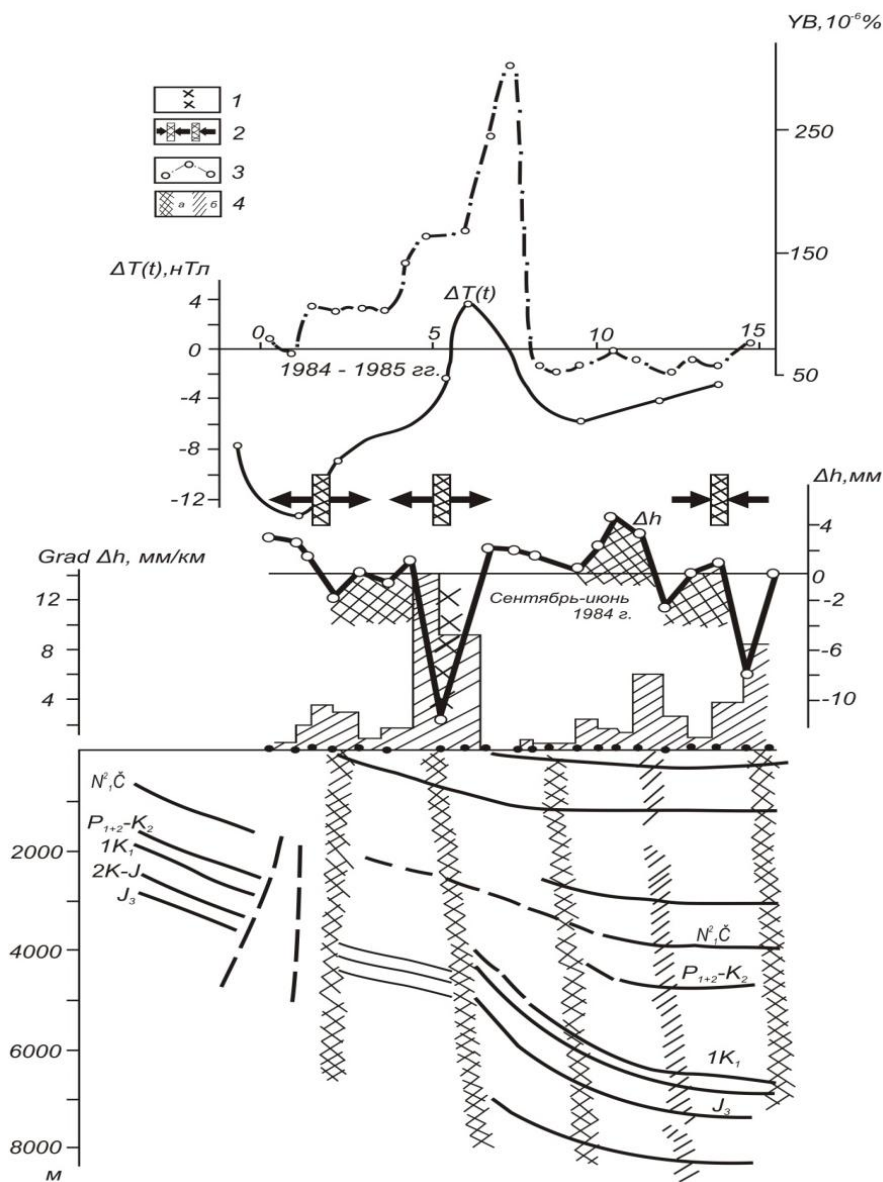 YB,10⁻⁶%
1
2
3
а б 4
250
150
50
ΔT(t),нТл
4
0
-4
-8
-12
ΔT(t)
0 5 10 15
1984 - 1985 гг.
Δh,мм
4
0
-2
-6
-10
Δh
Grad Δh, мм/км
12
8
4
Сентябрь-июнь
1984 г.
N²₁Č
P₁₊₂-K₂
1K₁
2K-J
J₃
2000
4000
6000
8000
м
N²₁Č
P₁₊₂-K₂
1K₁
J₃